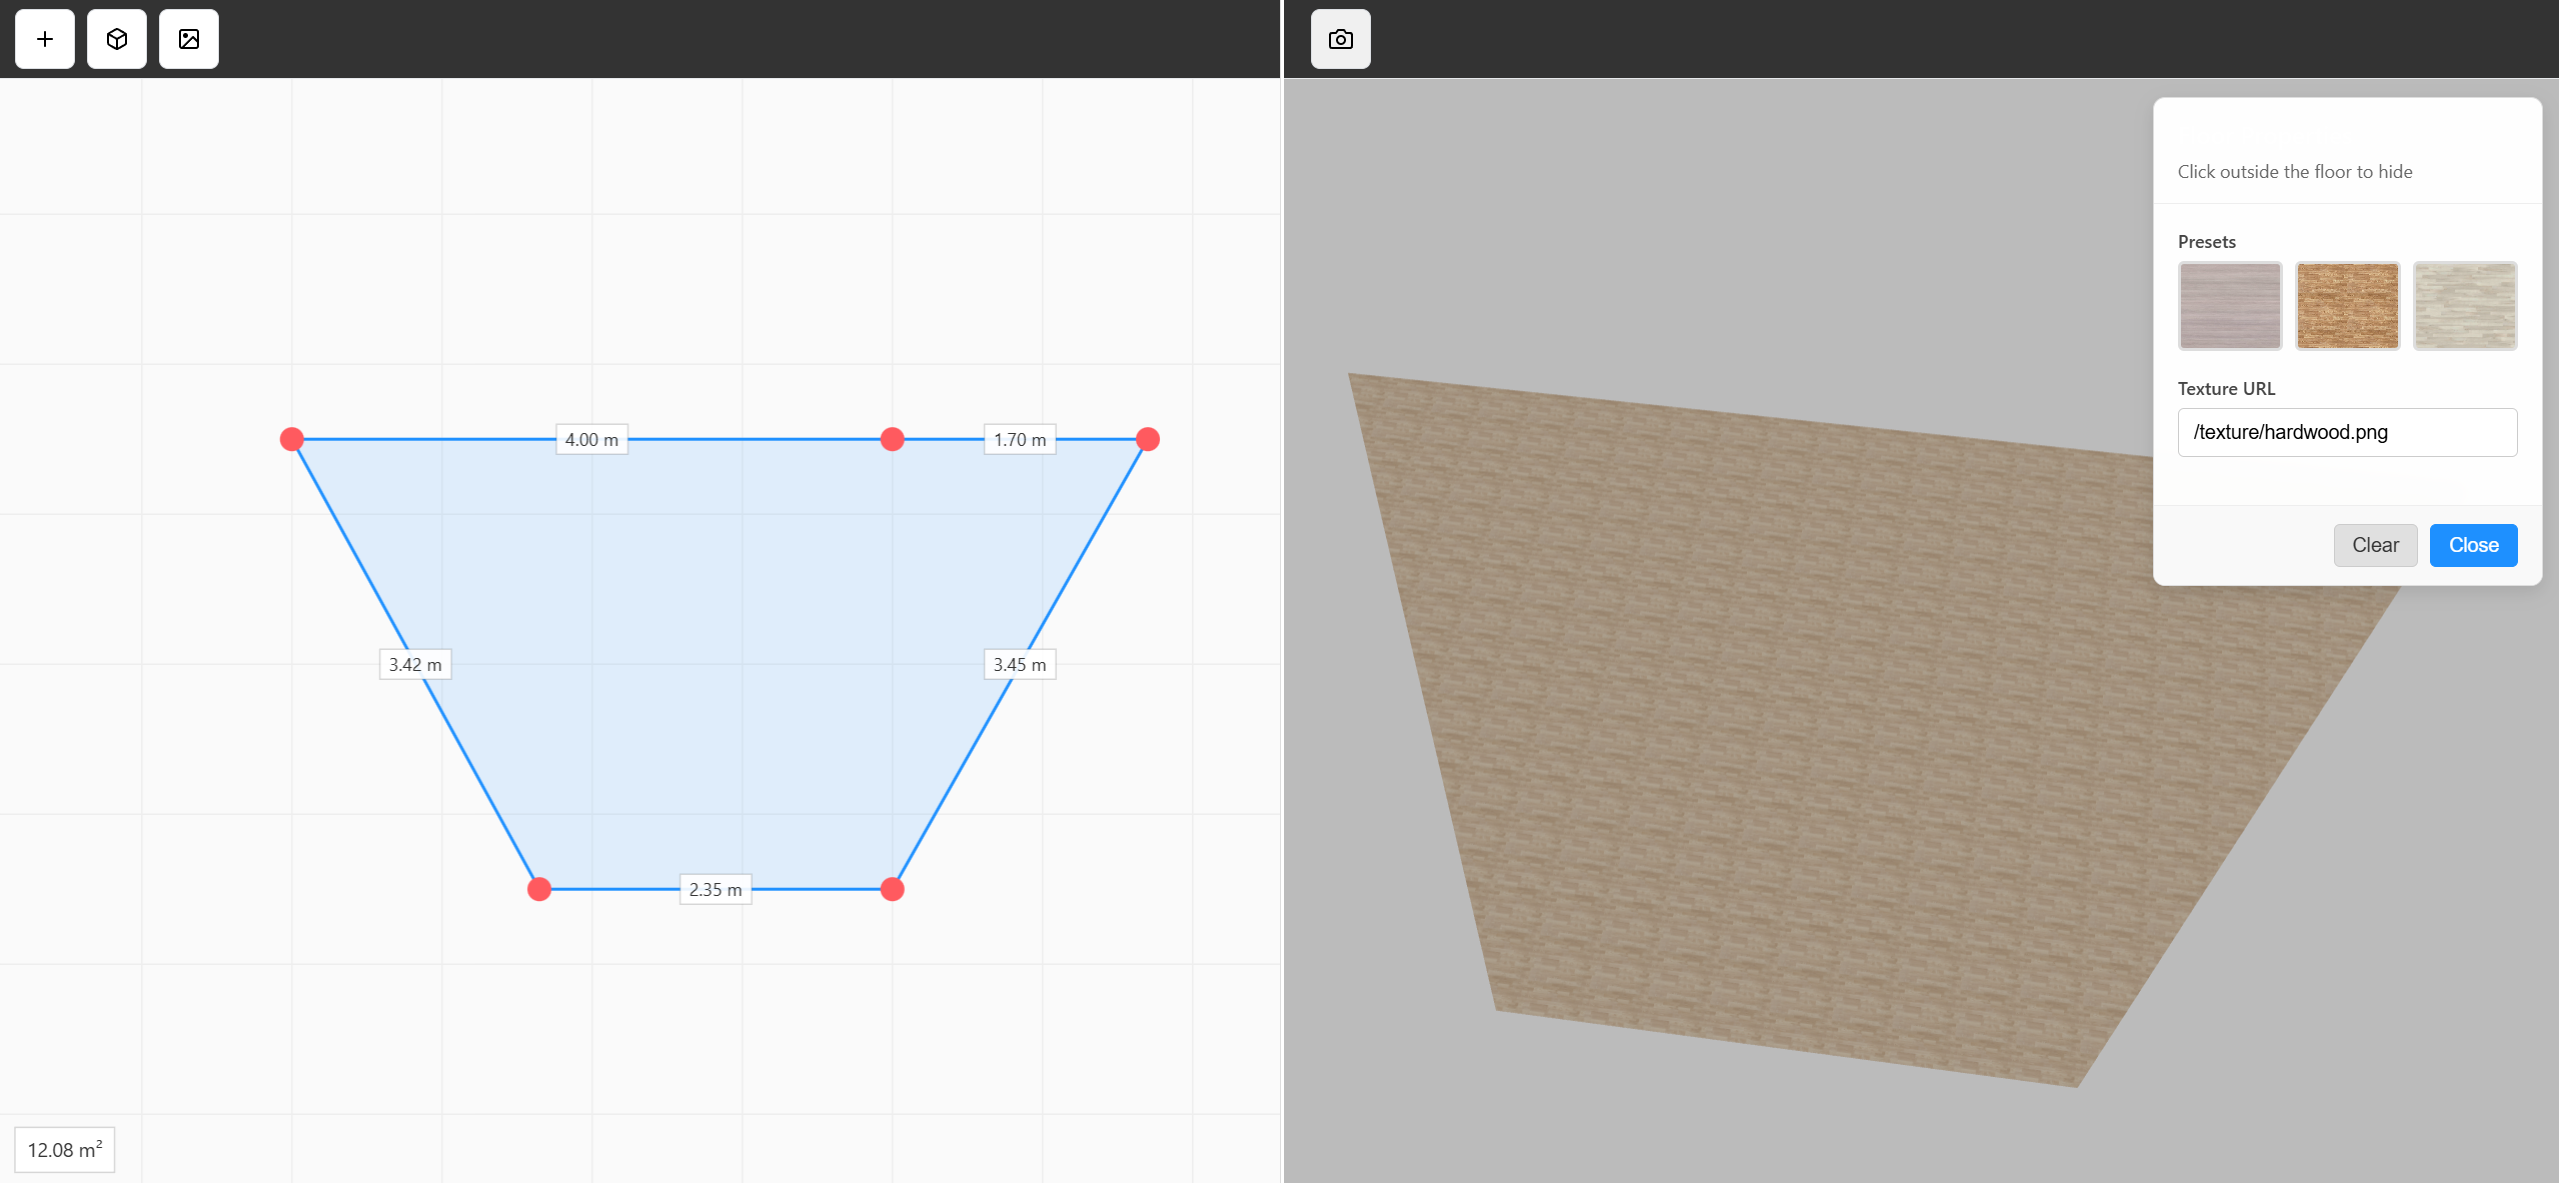 4.00 m
1.70 m
3.42 m
3.45 m
2.35 m
12.08 m²
Click outside the floor to hide
Presets
Texture URL
/texture/hardwood.png
Clear
Close